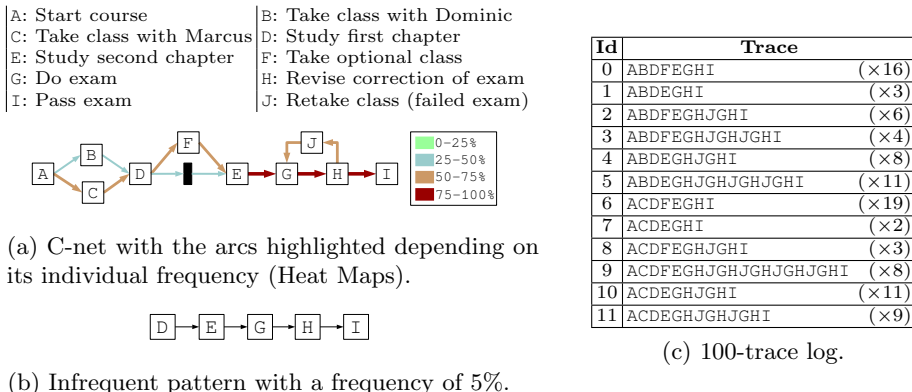 A: Start course B: Take class with Dominic
C: Take class with Marcus D: Study first chapter
E: Study second chapter F: Take optional class
G: Do exam H: Revise correction of exam
I: Pass exam J: Retake class (failed exam)
A B C D F E G J H I
0-25%
25-50%
50-75%
75-100%
(a) C-net with the arcs highlighted depending on
its individual frequency (Heat Maps).
D E G H I
(b) Infrequent pattern with a frequency of 5%.
Id Trace
0 ABDFEGHI (×16)
1 ABDEGHI (×3)
2 ABDFEGHJGHI (×6)
3 ABDFEGHJGHJGHI (×4)
4 ABDEGHJGHI (×8)
5 ABDEGHJGHJGHJGHI (×11)
6 ACDFEGHI (×19)
7 ACDEGHI (×2)
8 ACDFEGHJGHI (×3)
9 ACDFEGHJGHJGHJGHJGHI (×8)
10 ACDEGHJGHI (×11)
11 ACDEGHJGHJGHI (×9)
(c) 100-trace log.